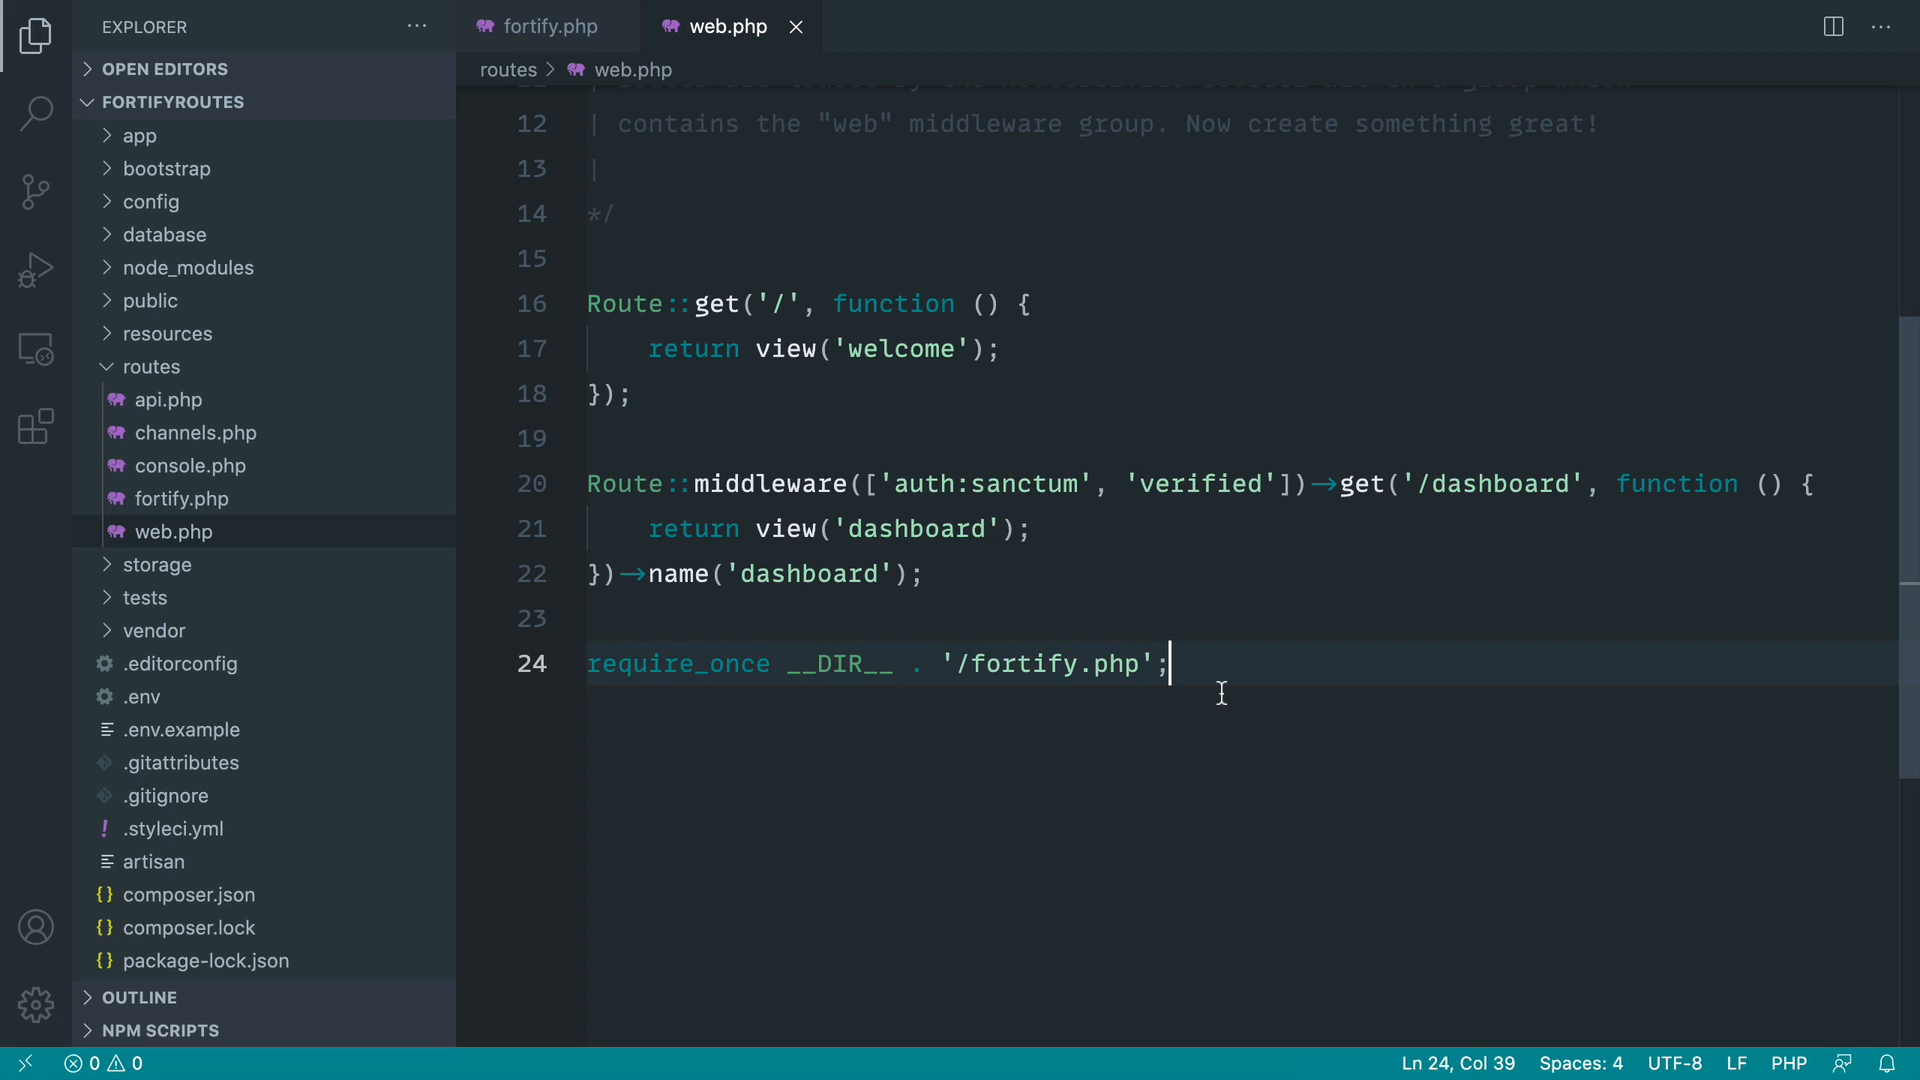 EXPLORER
OPEN EDITORS
FORTIFYROUTES
app
bootstrap
config
database
node_modules
public
resources
routes
api.php
channels.php
console.php
fortify.php
web.php
storage
tests
vendor
.editorconfig
.env
.env.example
.gitattributes
.gitignore
.styleci.yml
artisan
composer.json
composer.lock
package-lock.json
OUTLINE
NPM SCRIPTS
fortify.php
web.php
routes > web.php
12 | contains the "web" middleware group. Now create something great!
13 |
14 */
15
16 Route::get('/', function () {
17 return view('welcome');
18 });
19
20 Route::middleware(['auth:sanctum', 'verified'])->get('/dashboard', function () {
21 return view('dashboard');
22 })->name('dashboard');
23
24 require_once __DIR__ . '/fortify.php';
0 0 Ln 24, Col 39 Spaces: 4 UTF-8 LF PHP